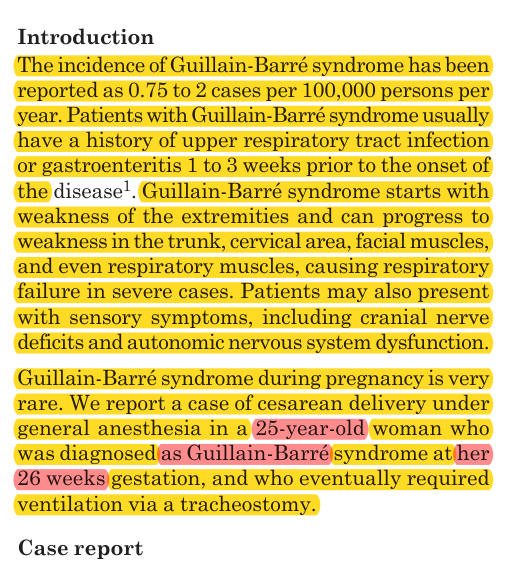 Introduction
The incidence of Guillain-Barré syndrome has been
reported as 0.75 to 2 cases per 100,000 persons per
year. Patients with Guillain-Barré syndrome usually
have a history of upper respiratory tract infection
or gastroenteritis 1 to 3 weeks prior to the onset of
the disease¹. Guillain-Barré syndrome starts with
weakness of the extremities and can progress to
weakness in the trunk, cervical area, facial muscles,
and even respiratory muscles, causing respiratory
failure in severe cases. Patients may also present
with sensory symptoms, including cranial nerve
deficits and autonomic nervous system dysfunction.
Guillain-Barré syndrome during pregnancy is very
rare. We report a case of cesarean delivery under
general anesthesia in a 25-year-old woman who
was diagnosed as Guillain-Barré syndrome at her
26 weeks gestation, and who eventually required
ventilation via a tracheostomy.
Case report